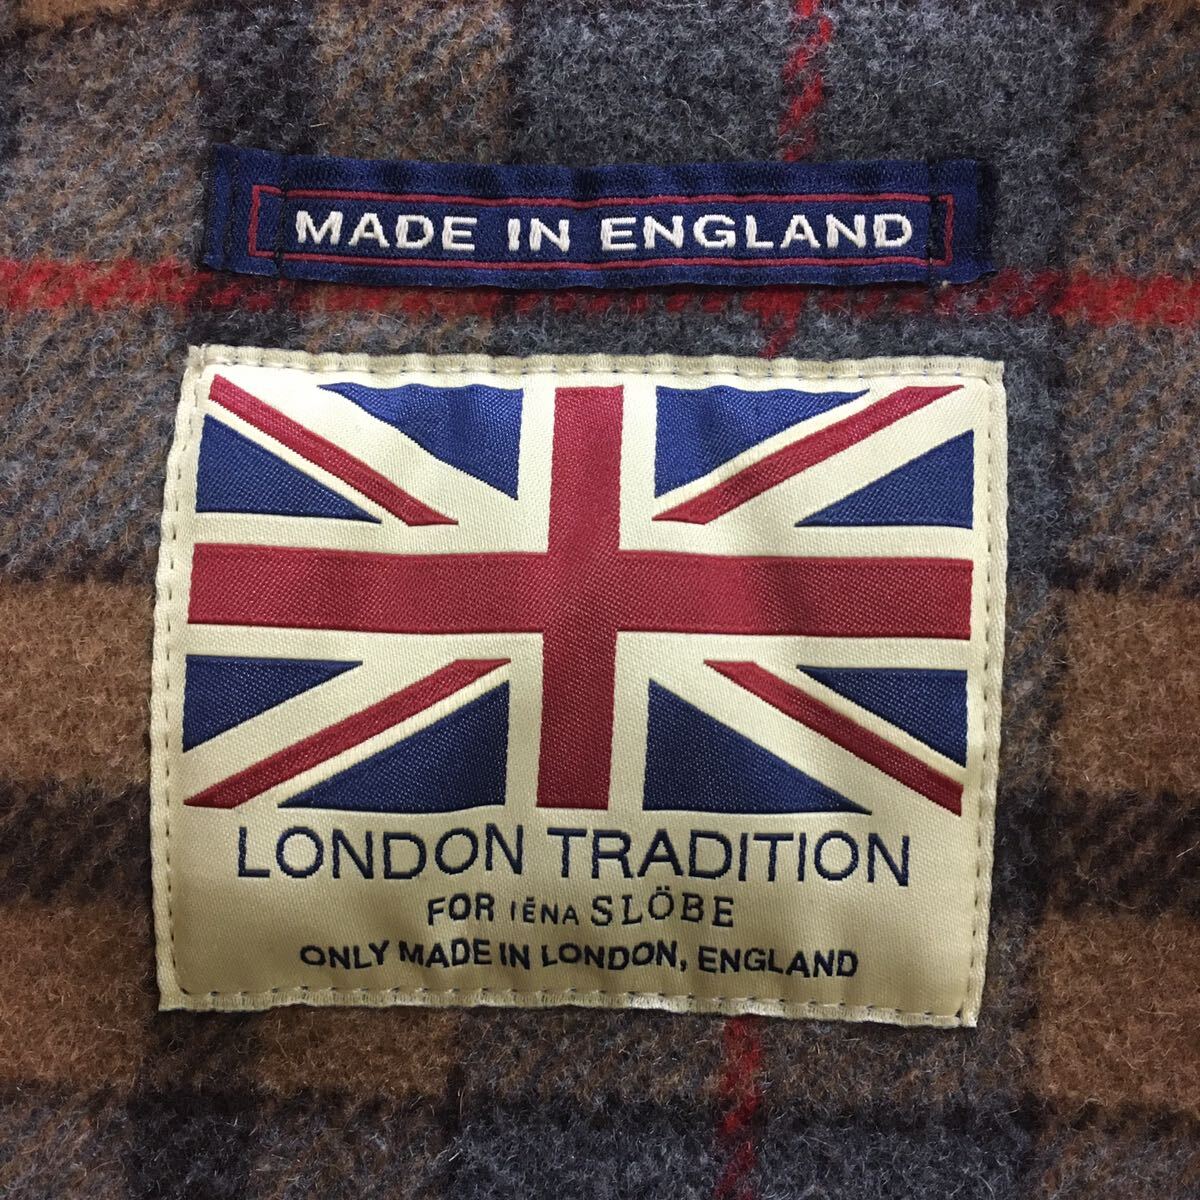 MADE IN ENGLAND
LONDON TRADITION
FOR IÉNA SLÖBE
ONLY MADE IN LONDON, ENGLAND